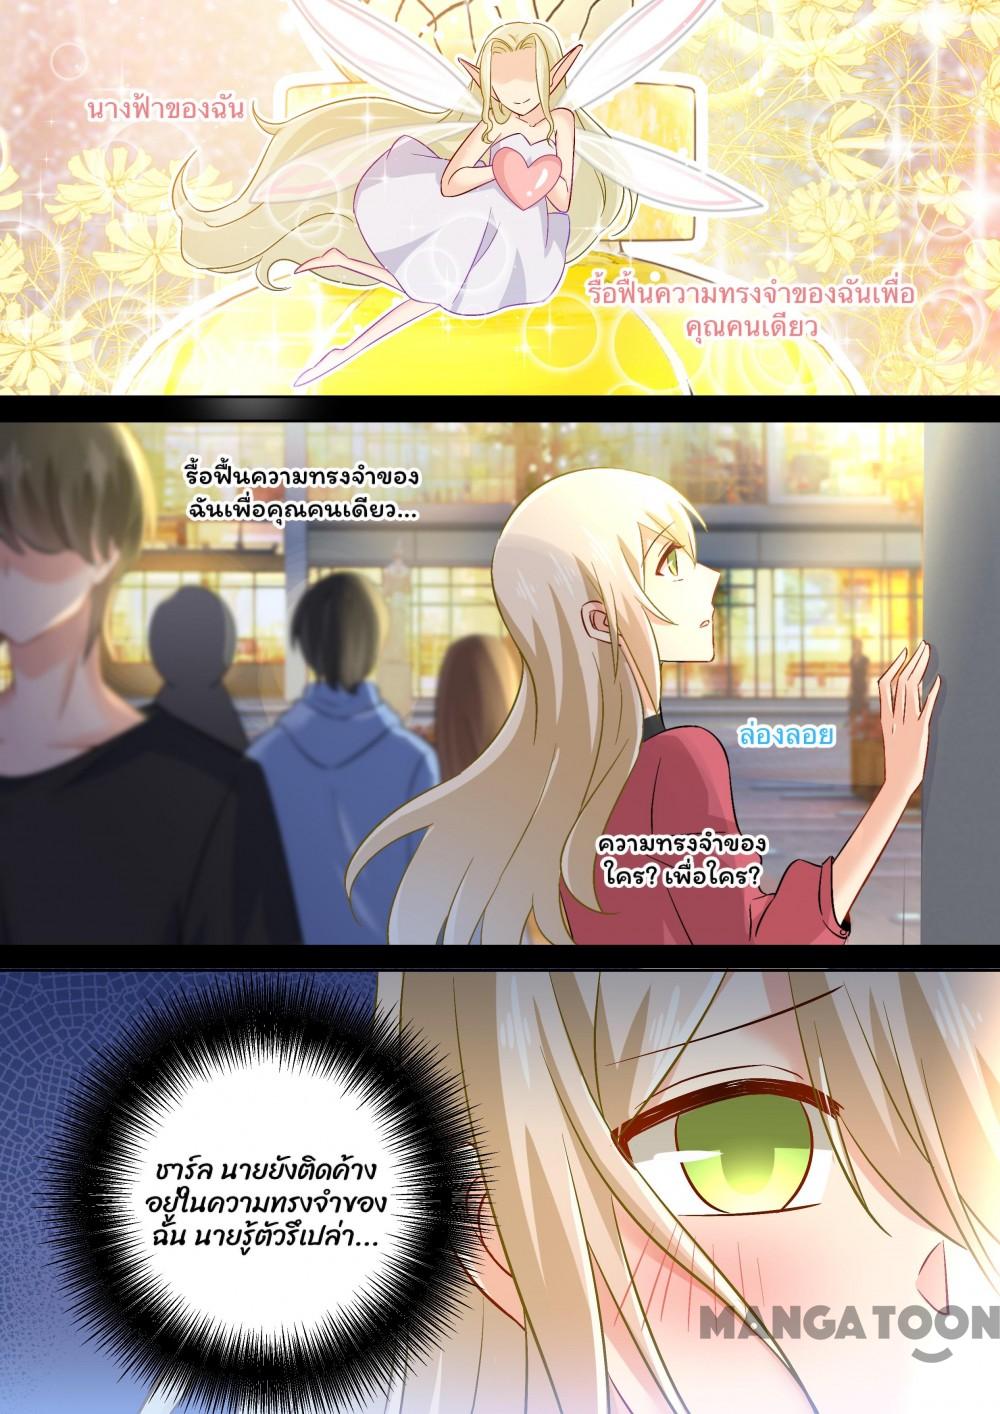 นางฟ้าของฉัน
รื้อฟื้นความทรงจำของฉันเพื่อ
คุณคนเดียว
รื้อฟื้นความทรงจำของ
ฉันเพื่อคุณคนเดียว...
ล่องลอย
ความทรงจำของ
ใคร? เพื่อใคร?
ชาร์ล นายยังติดค้าง
อยู่ในความทรงจำของ
ฉัน นายรู้ตัวรึเปล่า...
MANGATOON